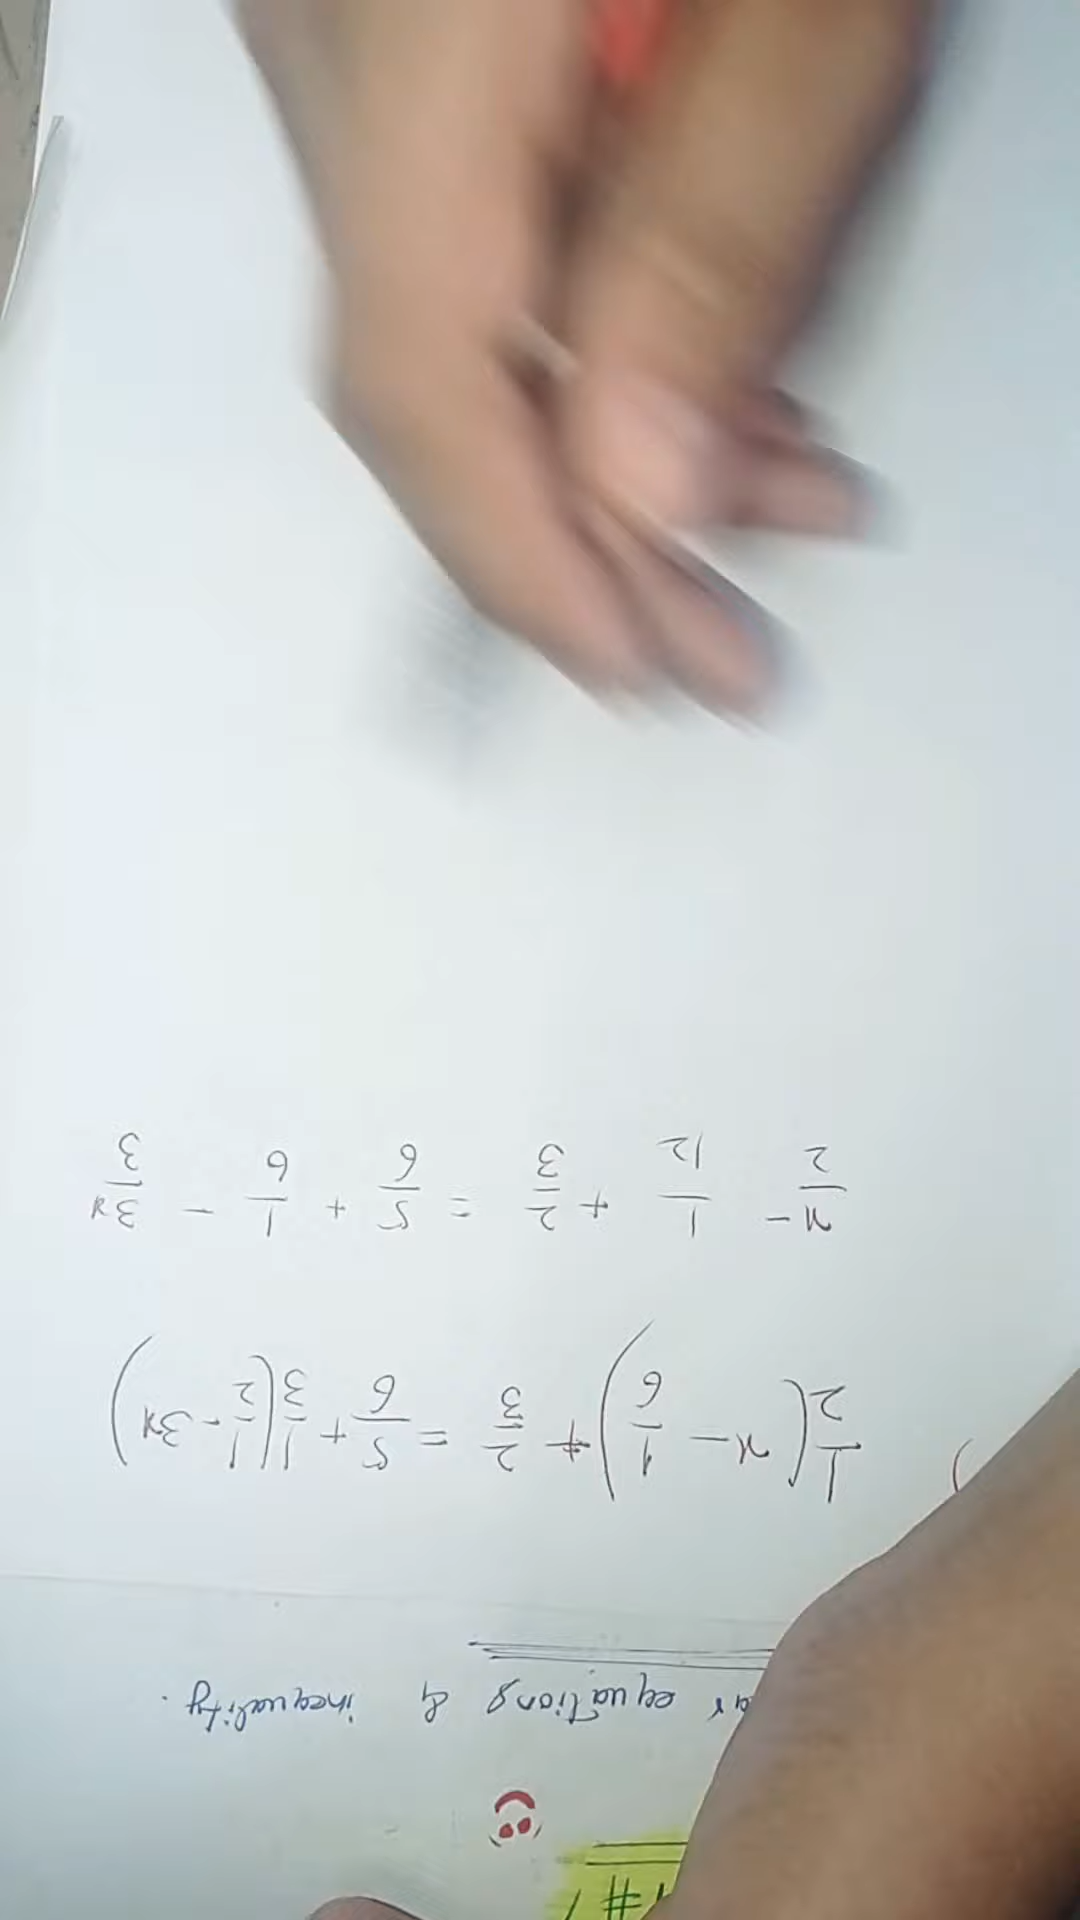 # 1
equations & inequality.
) 1/2 ( x - 1/6 ) + 2/3 = 5/6 + 1/3 ( 1/2 - 3x )
x/2 - 1/12 + 2/3 = 5/6 + 1/6 - 3x/3